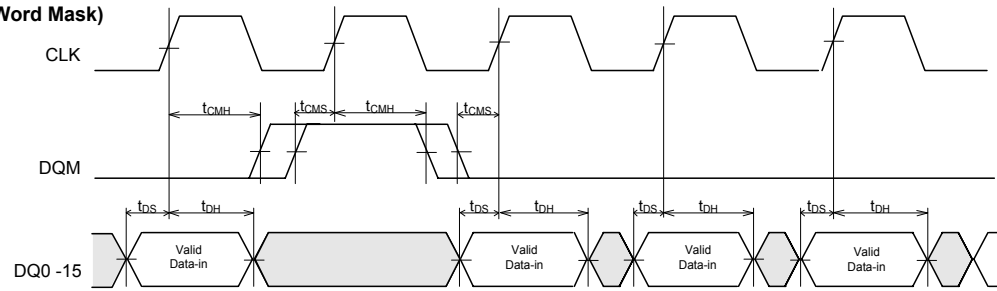 Word Mask)
CLK
tCMH tCMS tCMH tCMS
DQM
tDS tDH tDS tDH tDS tDH tDS tDH
Valid Data-in Valid Data-in Valid Data-in Valid Data-in
DQ0 -15